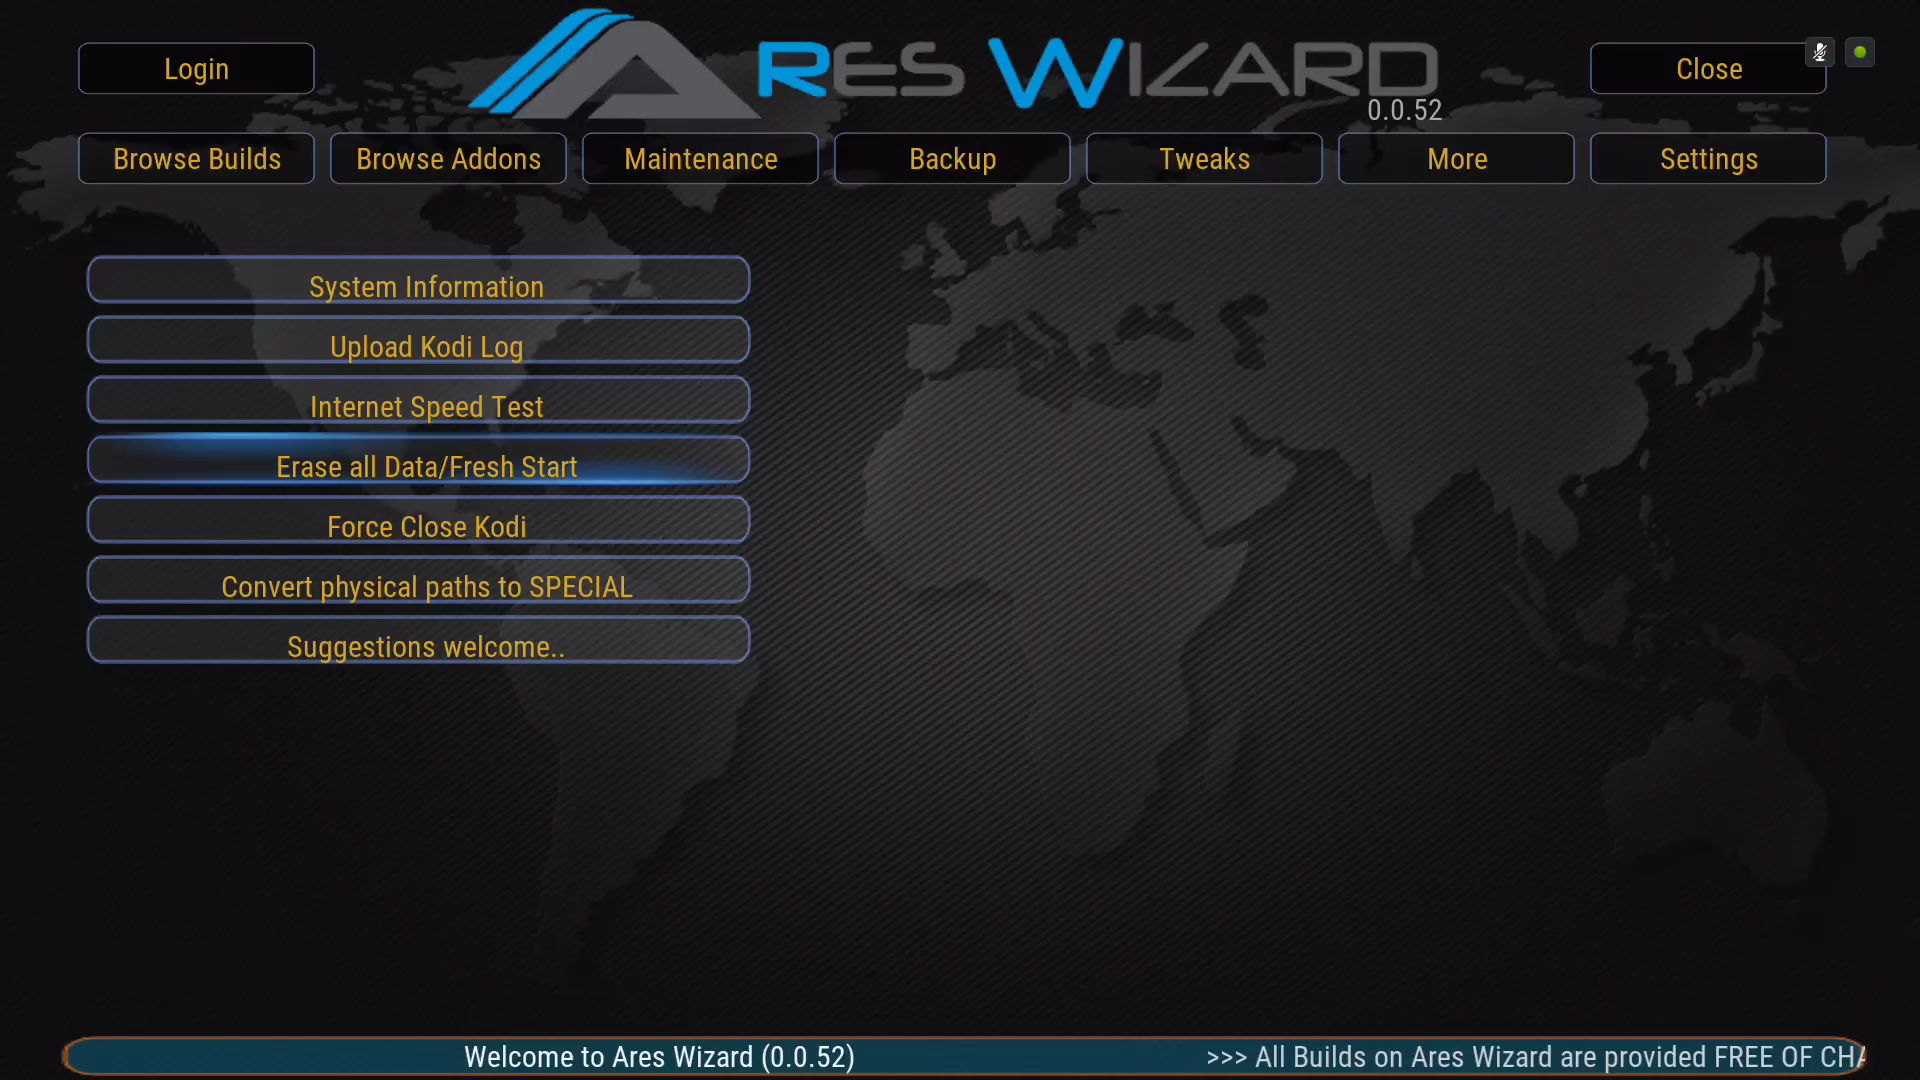 Login
ARES WIZARD
Close
0.0.52
Browse Builds
Browse Addons
Maintenance
Backup
Tweaks
More
Settings
System Information
Upload Kodi Log
Internet Speed Test
Erase all Data/Fresh Start
Force Close Kodi
Convert physical paths to SPECIAL
Suggestions welcome..
Welcome to Ares Wizard (0.0.52) >>> All Builds on Ares Wizard are provided FREE OF CHA